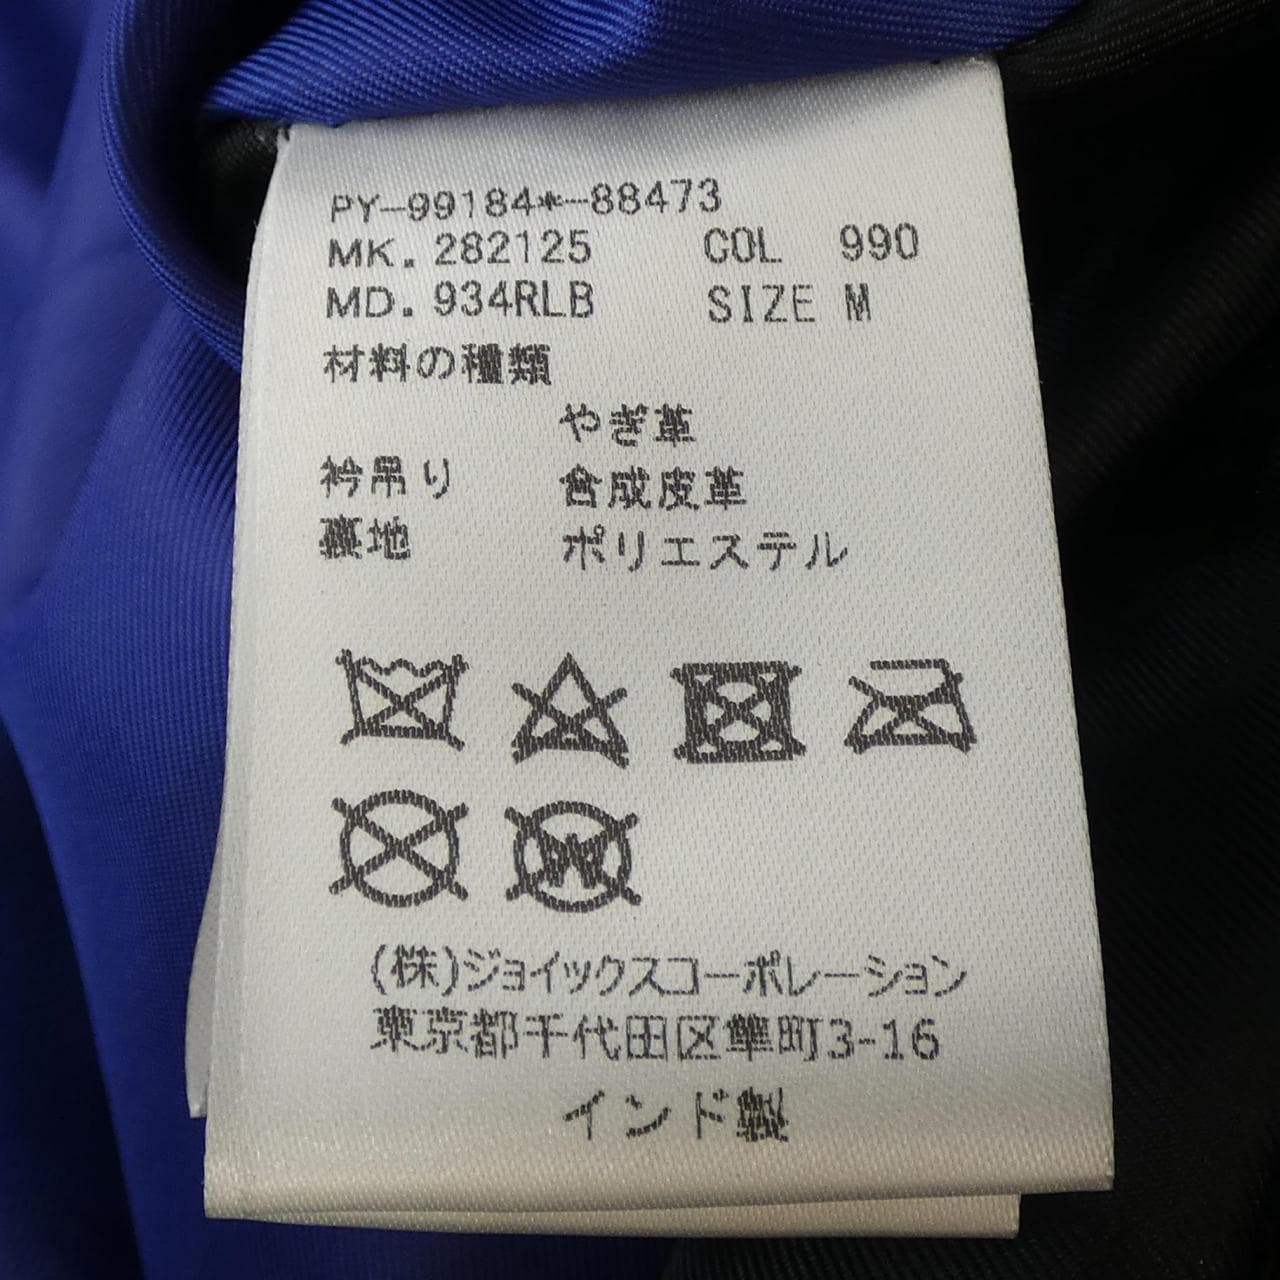 PY-99184*-88473
MK. 282125 COL 990
MD. 934RLB SIZE M
材料の種類
やぎ革
衿吊り 合成皮革
裏地 ポリエステル
W
(株)ジョイックスコーポレーション
東京都千代田区隼町3-16
インド製